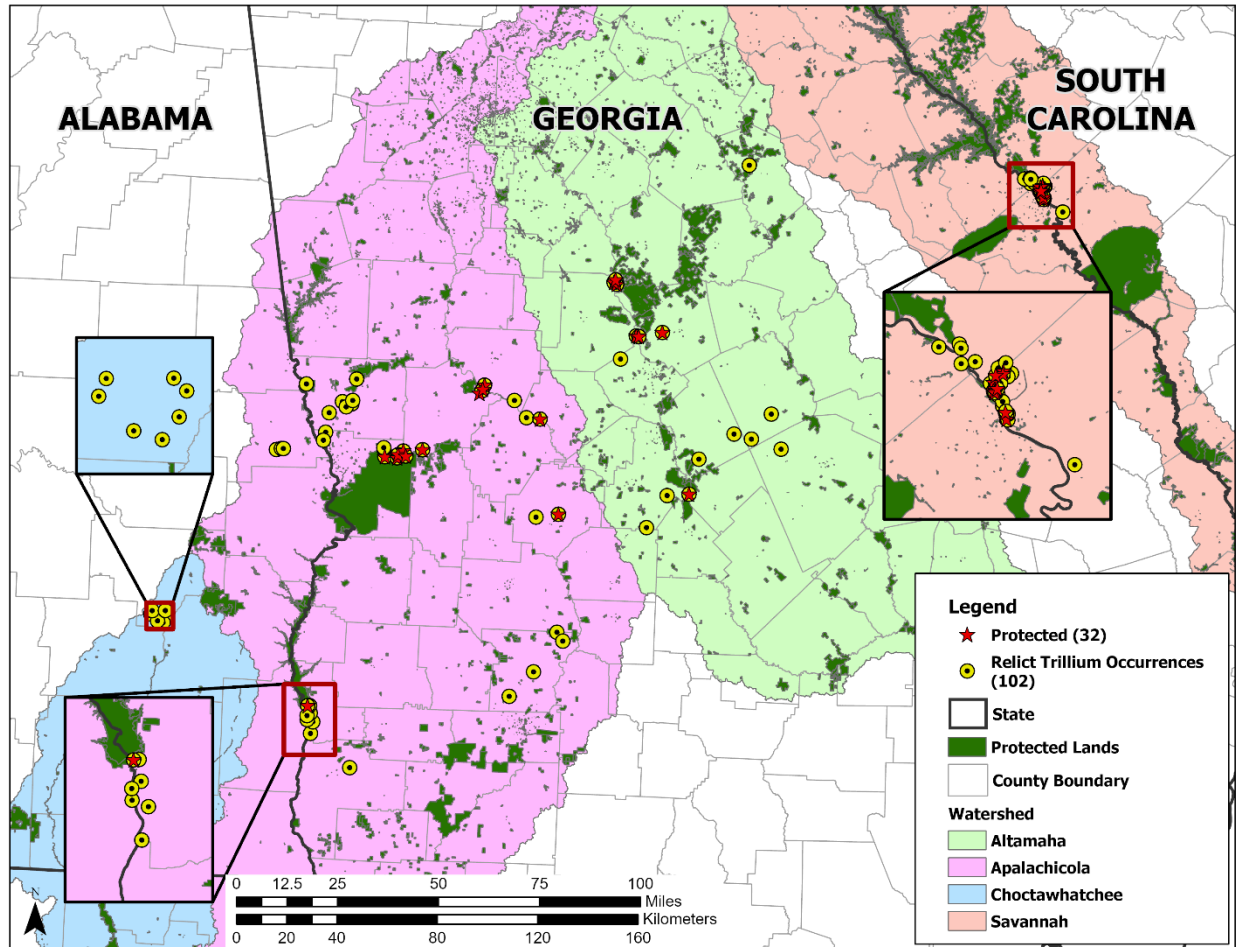 ALABAMA
GEORGIA
SOUTH
CAROLINA
Legend
Protected (32)
Relict Trillium Occurrences
(102)
State
Protected Lands
County Boundary
Watershed
Altamaha
Apalachicola
Choctawhatchee
Savannah
0 12.5 25 50 75 100
Miles
Kilometers
0 20 40 80 120 160
N